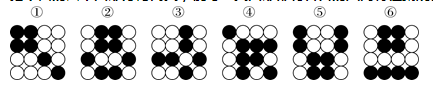 ① ② ③ ④ ⑤ ⑥